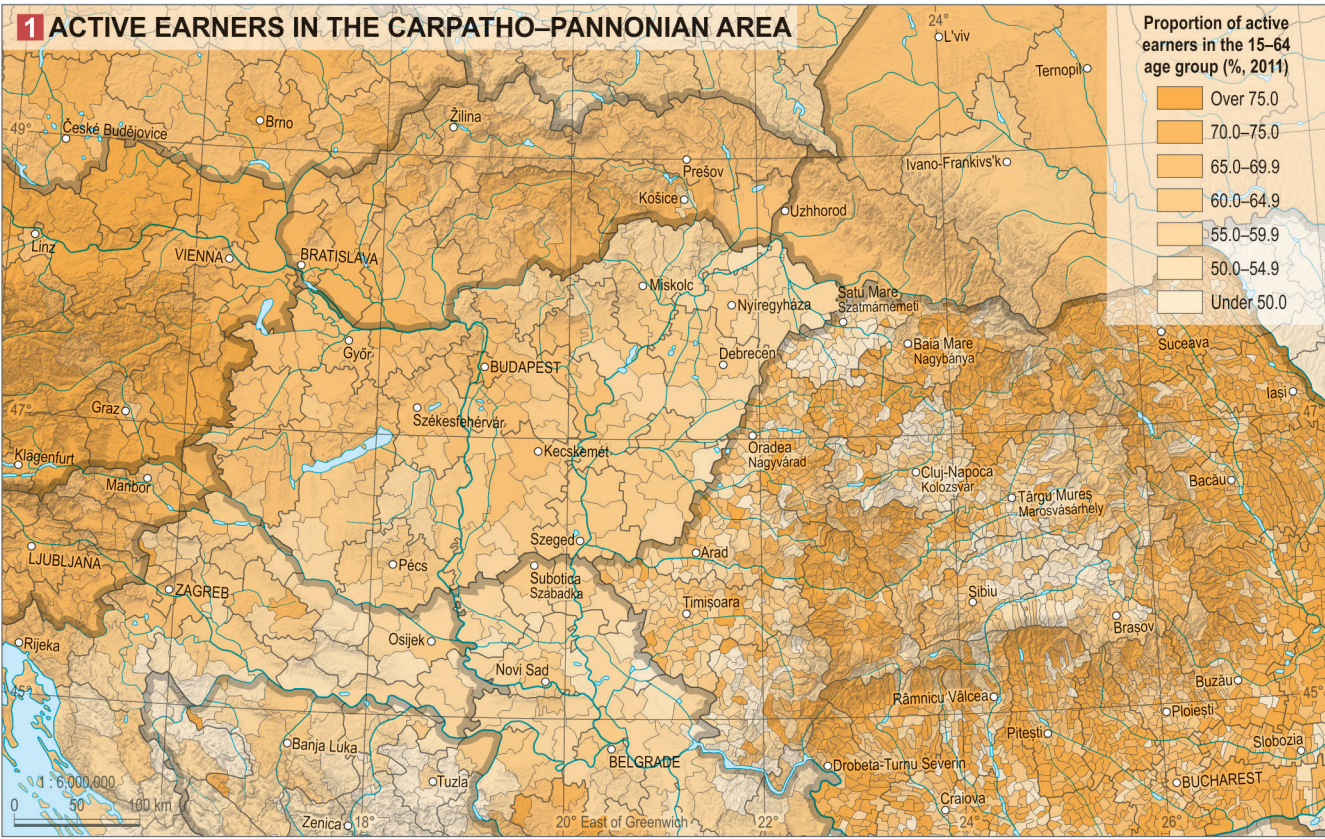 1 ACTIVE EARNERS IN THE CARPATHO–PANNONIAN AREA
Proportion of active
earners in the 15–64
age group (%, 2011)
Over 75.0
70.0–75.0
65.0–69.9
60.0–64.9
55.0–59.9
50.0–54.9
Under 50.0
24°
L'viv
Ternopil
49°
České Budějovice
Brno
Žilina
Prešov
Ivano-Frankivs'k
Košice
Uzhhorod
Linz
VIENNA
BRATISLAVA
Miskolc
Nyíregyháza
Satu Mare
Szatmárnémeti
Győr
Baia Mare
Nagybánya
Suceava
BUDAPEST
Debrecen
Iași
47°
Graz
Székesfehérvár
47°
Klagenfurt
Kecskemét
Oradea
Nagyvárad
Maribor
Cluj-Napoca
Kolozsvár
Bacău
Târgu Mureș
Marosvásárhely
LJUBLJANA
Szeged
Arad
Pécs
Subotica
Szabadka
ZAGREB
Timișoara
Sibiu
Brașov
Rijeka
Osijek
Novi Sad
45°
Râmnicu Vâlcea
Buzău
45°
Ploiești
Banja Luka
Pitești
Slobozia
BELGRADE
Drobeta-Turnu Severin
Tuzla
BUCHAREST
1 : 6 000 000
0 50 100 km
Craiova
Zenica
18°
20° East of Greenwich
22°
24°
26°